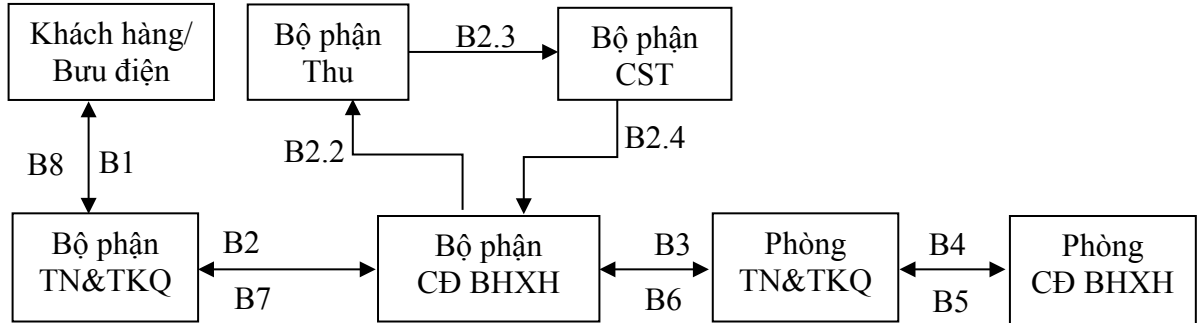 Khách hàng/
Bưu điện
Bộ phận
Thu
B2.3
Bộ phận
CST
B8
B1
B2.2
B2.4
Bộ phận
TN&TKQ
B2
B7
Bộ phận
CĐ BHXH
B3
B6
Phòng
TN&TKQ
B4
B5
Phòng
CĐ BHXH